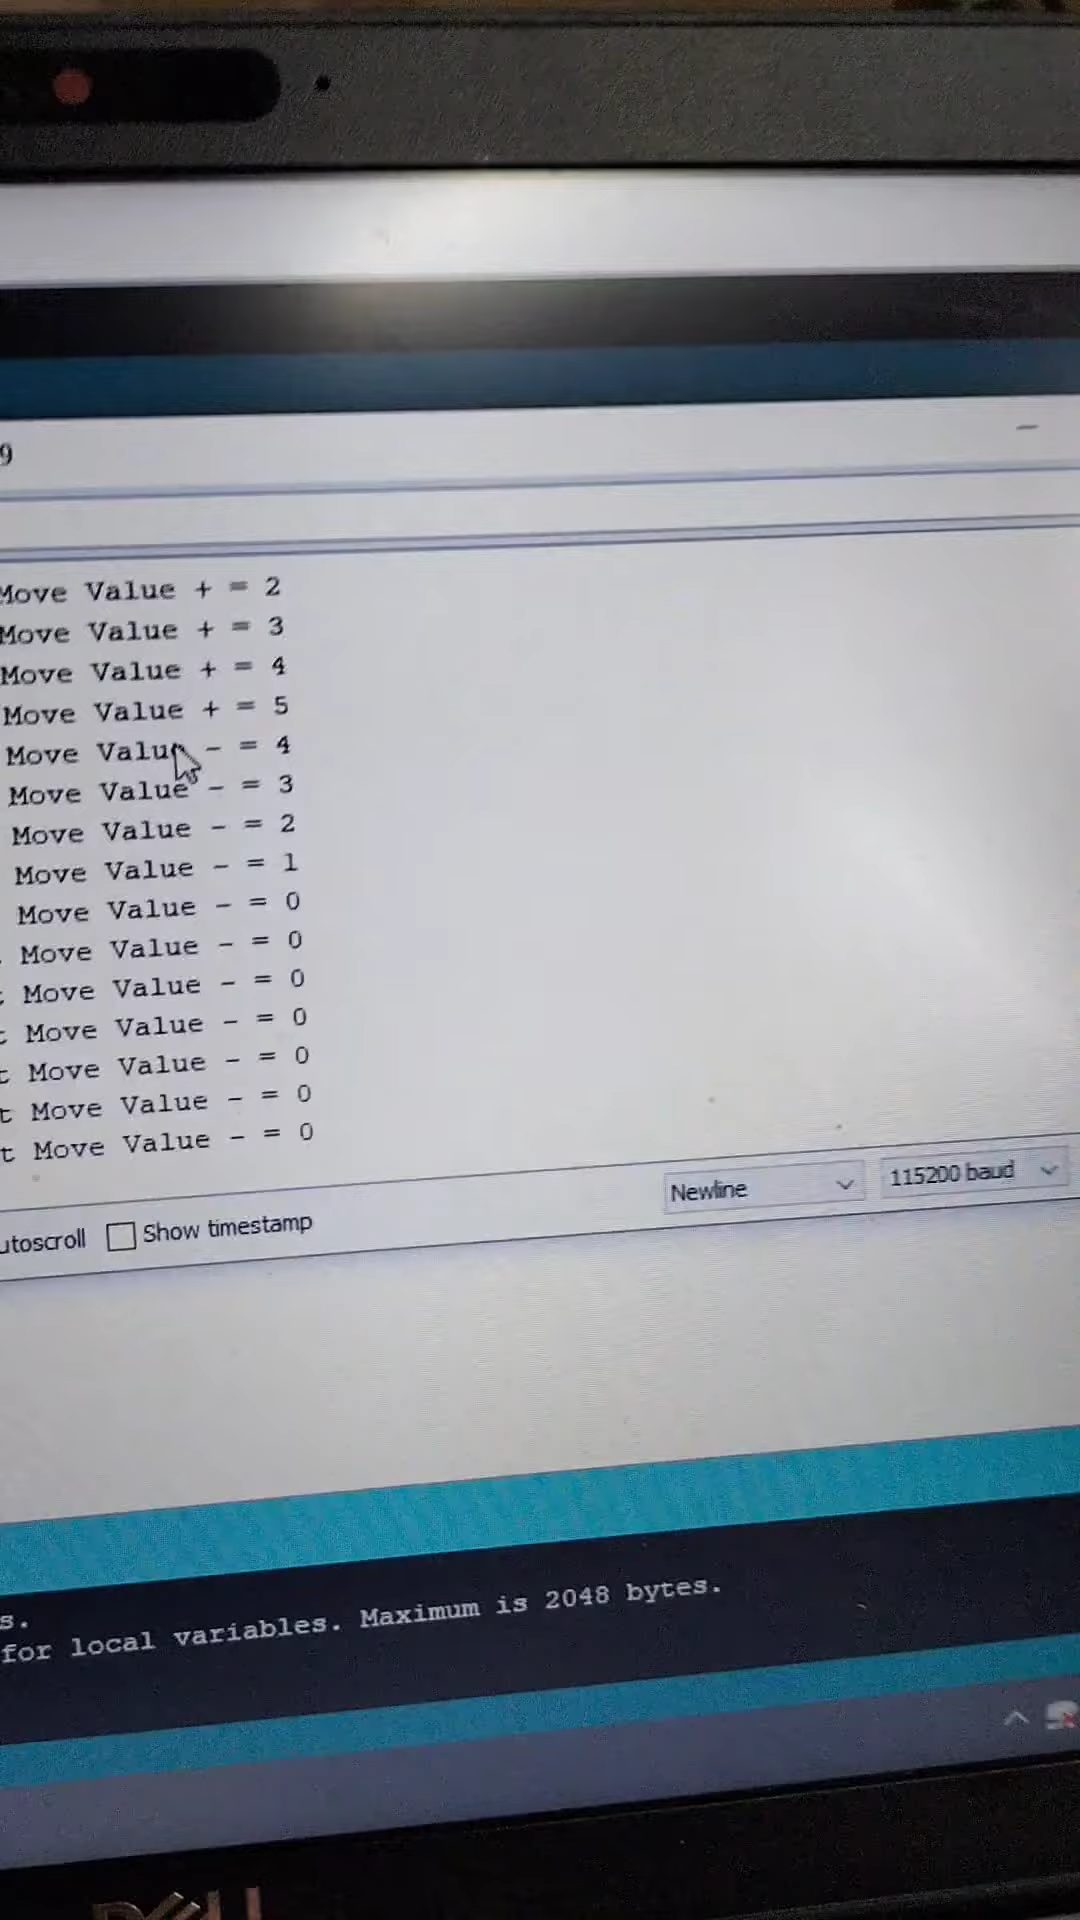 9
Move Value + = 2
Move Value + = 3
Move Value + = 4
Move Value + = 5
Move Value - = 4
Move Value - = 3
Move Value - = 2
Move Value - = 1
Move Value - = 0
Move Value - = 0
t Move Value - = 0
t Move Value - = 0
t Move Value - = 0
t Move Value - = 0
t Move Value - = 0
utoscroll Show timestamp Newline 115200 baud
s.
for local variables. Maximum is 2048 bytes.
DELL